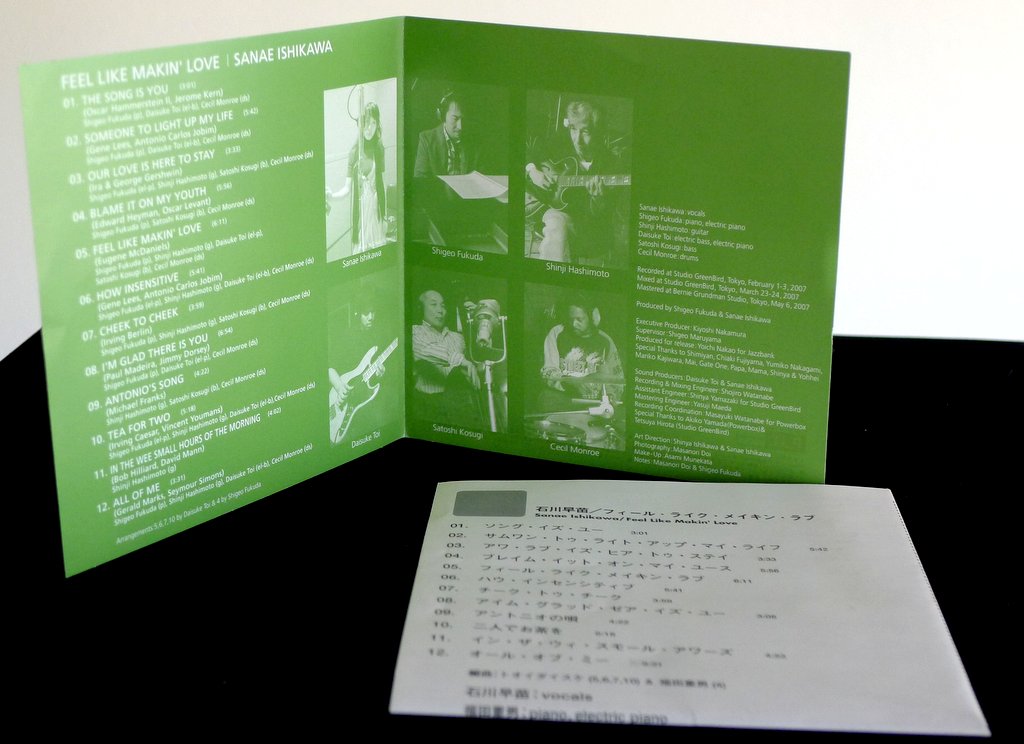 FEEL LIKE MAKIN' LOVE | SANAE ISHIKAWA
01. THE SONG IS YOU (3:01)
(Oscar Hammerstein II, Jerome Kern)
Shigeo Fukuda (p), Daisuke Toi (el-b), Cecil Monroe (ds)
02. SOMEONE TO LIGHT UP MY LIFE (5:42)
(Gene Lees, Antonio Carlos Jobim)
Shigeo Fukuda (p), Daisuke Toi (el-b), Cecil Monroe (ds)
03. OUR LOVE IS HERE TO STAY (3:33)
(Ira & George Gershwin)
Shigeo Fukuda (el-p), Shinji Hashimoto (g), Satoshi Kosugi (b), Cecil Monroe (ds)
04. BLAME IT ON MY YOUTH (5:56)
(Edward Heyman, Oscar Levant)
Shigeo Fukuda (p), Satoshi Kosugi (b), Cecil Monroe (ds)
05. FEEL LIKE MAKIN' LOVE (6:11)
(Eugene McDaniels)
Shigeo Fukuda (p), Shinji Hashimoto (g), Daisuke Toi (el-p),
Satoshi Kosugi (b), Cecil Monroe (ds)
06. HOW INSENSITIVE (5:41)
(Gene Lees, Antonio Carlos Jobim)
Shigeo Fukuda (el-p), Shinji Hashimoto (g), Daisuke Toi (el-b), Cecil Monroe (ds)
07. CHEEK TO CHEEK (3:59)
(Irving Berlin)
Shigeo Fukuda (p), Shinji Hashimoto (g), Satoshi Kosugi (b), Cecil Monroe (ds)
08. I'M GLAD THERE IS YOU (6:54)
(Paul Madeira, Jimmy Dorsey)
Shigeo Fukuda (p), Daisuke Toi (el-p), Cecil Monroe (ds)
09. ANTONIO'S SONG (4:22)
(Michael Franks)
Shinji Hashimoto (g), Satoshi Kosugi (b), Cecil Monroe (ds)
10. TEA FOR TWO (5:18)
(Irving Caesar, Vincent Youmans)
Shigeo Fukuda (el-p), Shinji Hashimoto (g), Daisuke Toi (el-b), Cecil Monroe (ds)
11. IN THE WEE SMALL HOURS OF THE MORNING (4:02)
(Bob Hilliard, David Mann)
Shinji Hashimoto (g)
12. ALL OF ME (3:31)
(Gerald Marks, Seymour Simons)
Shigeo Fukuda (p), Shinji Hashimoto (g), Daisuke Toi (el-b), Cecil Monroe (ds)
Arrangements 5,6,7,10 by Daisuke Toi & 4 by Shigeo Fukuda
Sanae Ishikawa
Daisuke Toi
Shigeo Fukuda
Shinji Hashimoto
Satoshi Kosugi
Cecil Monroe
Sanae Ishikawa: vocals
Shigeo Fukuda: piano, electric piano
Shinji Hashimoto: guitar
Daisuke Toi: electric bass, electric piano
Satoshi Kosugi: bass
Cecil Monroe: drums
Recorded at Studio GreenBird, Tokyo, February 1-3, 2007
Mixed at Studio GreenBird, Tokyo, March 23-24, 2007
Mastered at Bernie Grundman Studio, Tokyo, May 6, 2007
Produced by Shigeo Fukuda & Sanae Ishikawa
Executive Producer: Kiyoshi Nakamura
Supervisor: Shigeo Maruyama
Produced for release: Yoichi Nakao for Jazzbank
Special Thanks to Shimiyan, Chiaki Fujiyama, Yumiko Nakagami,
Mariko Kajiwara, Mai, Gate One, Papa, Mama, Shinya & Yohhei
Sound Producers: Daisuke Toi & Sanae Ishikawa
Recording & Mixing Engineer: Shojiro Watanabe
Assistant Engineer: Shinya Yamazaki for Studio GreenBird
Mastering Engineer: Yasuji Maeda
Recording Coordination: Masayuki Watanabe for Powerbox
Special Thanks to Akiko Yamada(Powerbox)&
Tetsuya Hirota (Studio GreenBird)
Art Direction: Shinya Ishikawa & Sanae Ishikawa
Photography: Masanori Doi
Make-Up: Asami Munekata
Notes: Masanori Doi & Shigeo Fukuda
石川早苗/フィール・ライク・メイキン・ラブ
Sanae Ishikawa/Feel Like Makin' Love
01. ソング・イズ・ユー 3:01
02. サムワン・トゥ・ライト・アップ・マイ・ライフ 5:42
03. アワ・ラブ・イズ・ヒア・トゥ・ステイ 3:33
04. ブレイム・イット・オン・マイ・ユース 5:56
05. フィール・ライク・メイキン・ラブ 6:11
06. ハウ・インセンシティブ 5:41
07. チーク・トゥ・チーク 3:59
08. アイム・グラッド・ゼア・イズ・ユー
09. アントニオの唄 4:22
10. 二人でお茶を 5:18
11. イン・ザ・ウィ・スモール・アワーズ
12. オール・オブ・ミー 3:31
編曲:トオイダイスケ (5,6,7,10) & 福田重男 (4)
石川早苗:vocals
福田重男:piano, electric piano